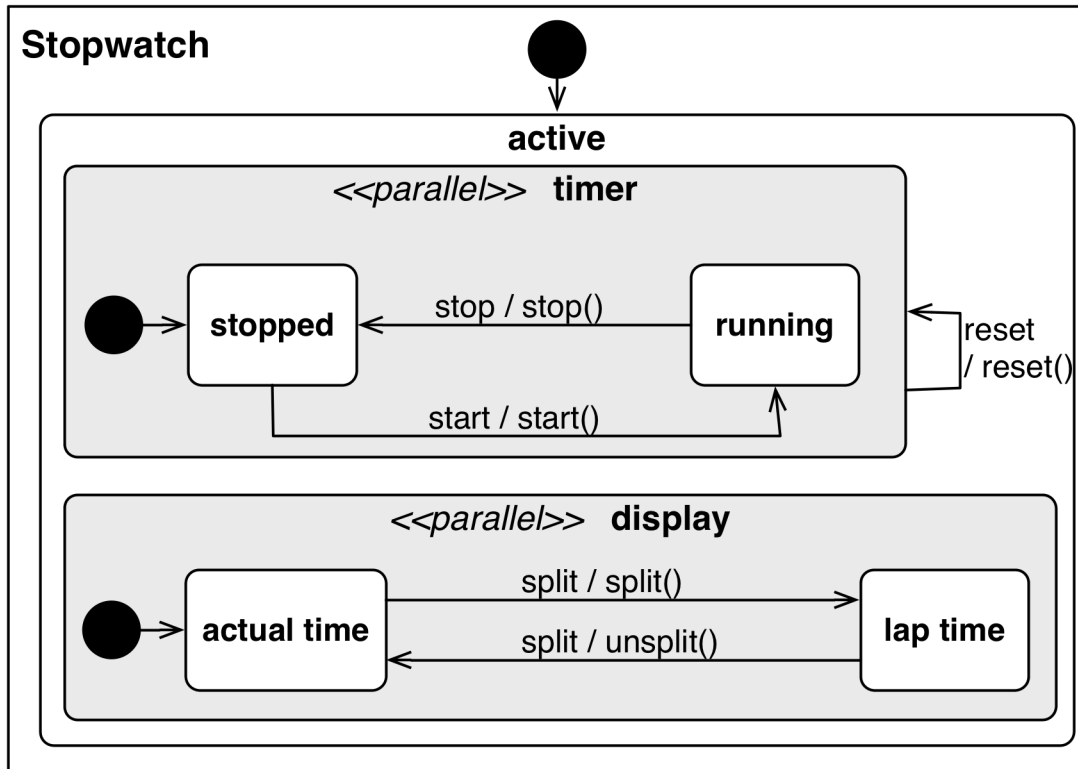 Stopwatch
active
<<parallel>> timer
stopped
stop / stop()
running
reset
/ reset()
start / start()
<<parallel>> display
actual time
split / split()
split / unsplit()
lap time